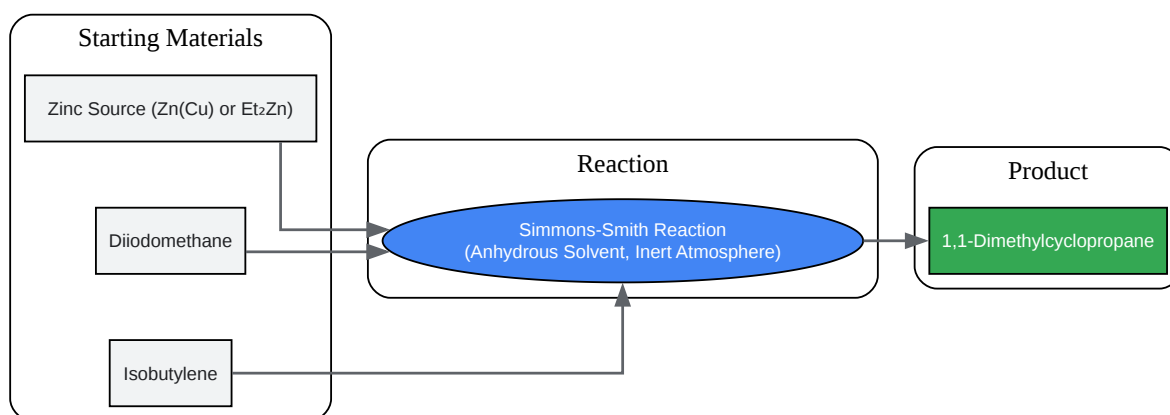 Starting Materials
Zinc Source (Zn(Cu) or Et₂Zn)
Diiodomethane
Isobutylene
Reaction
Simmons-Smith Reaction
(Anhydrous Solvent, Inert Atmosphere)
Product
1,1-Dimethylcyclopropane